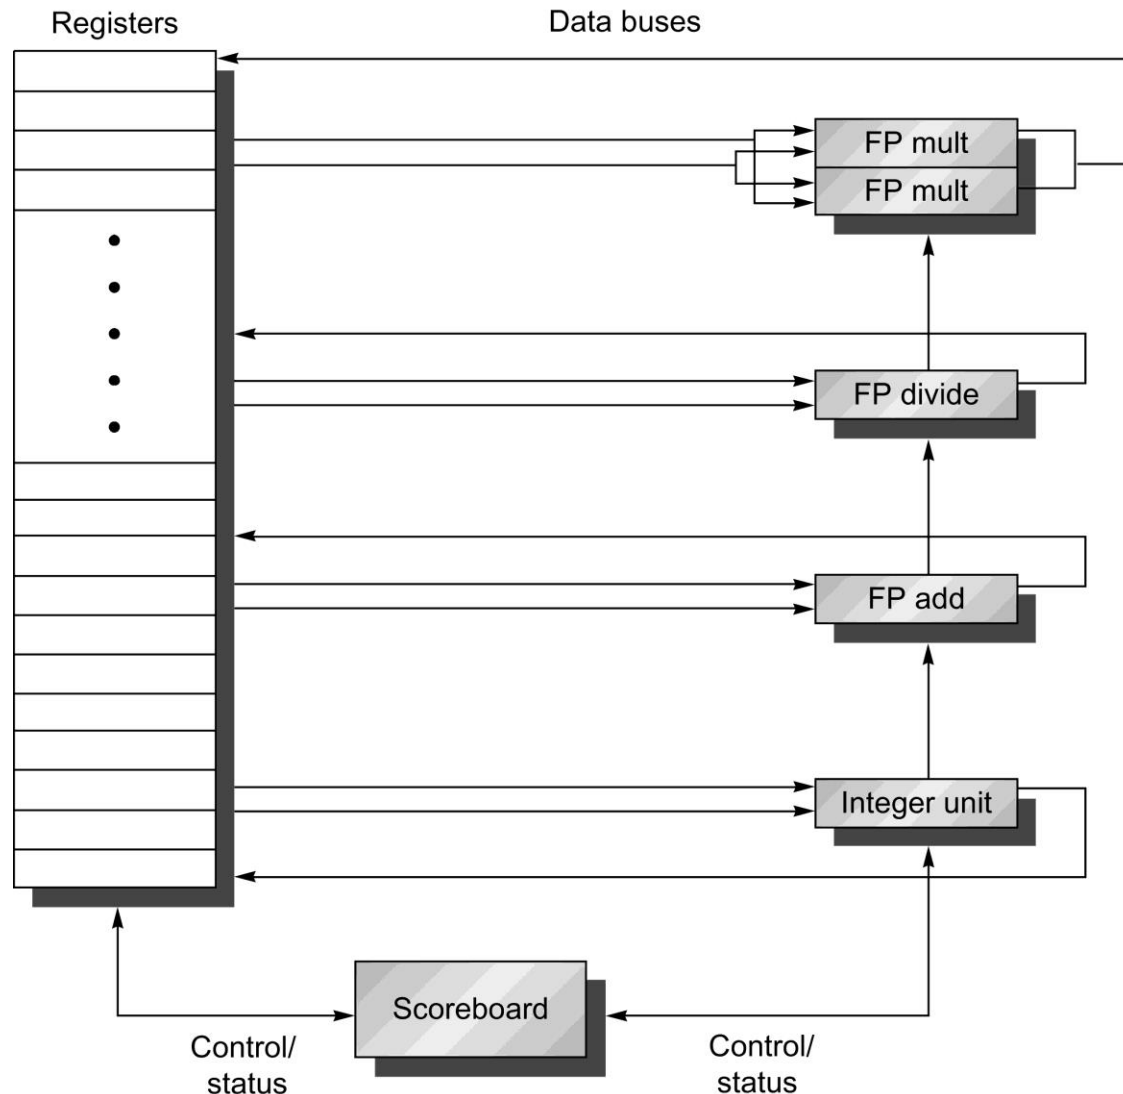 Registers
Data buses
FP mult
FP mult
FP divide
FP add
Integer unit
Scoreboard
Control/
status
Control/
status